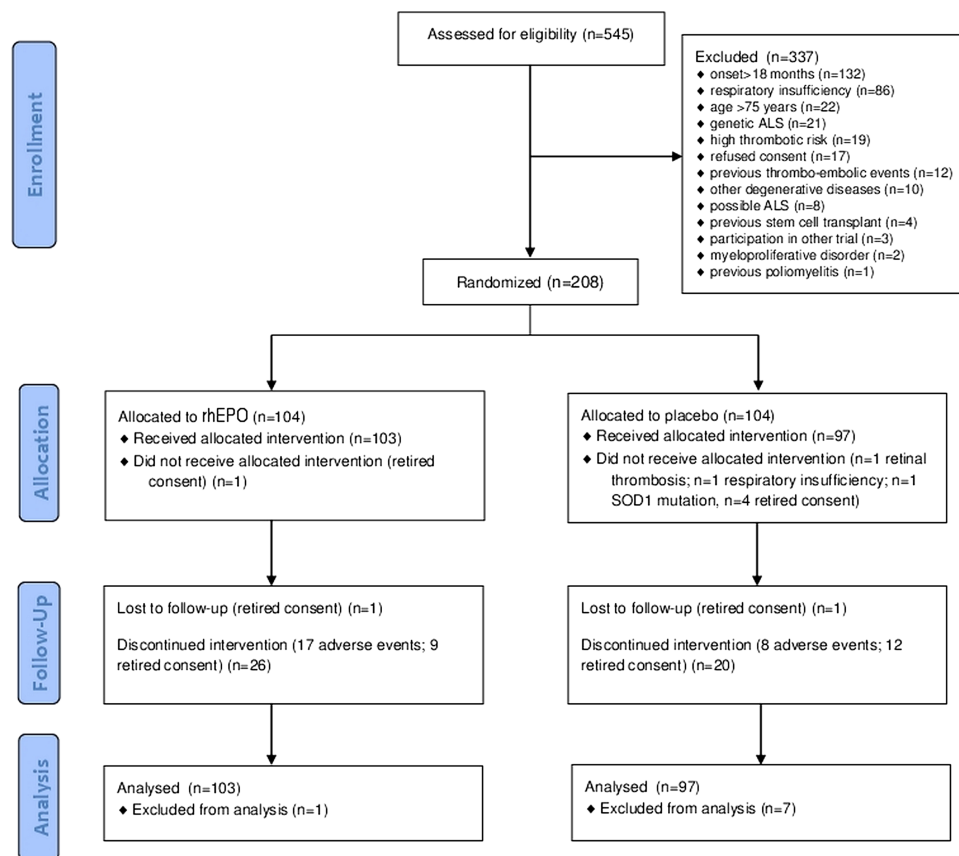 Enrollment
Assessed for eligibility (n=545)
Excluded (n=337)
◆ onset>18 months (n=132)
◆ respiratory insufficiency (n=86)
◆ age >75 years (n=22)
◆ genetic ALS (n=21)
◆ high thrombotic risk (n=19)
◆ refused consent (n=17)
◆ previous thrombo-embolic events (n=12)
◆ other degenerative diseases (n=10)
◆ possible ALS (n=8)
◆ previous stem cell transplant (n=4)
◆ participation in other trial (n=3)
◆ myeloproliferative disorder (n=2)
◆ previous poliomyelitis (n=1)
Randomized (n=208)
Allocation
Allocated to rhEPO (n=104)
◆ Received allocated intervention (n=103)
◆ Did not receive allocated intervention (retired
consent) (n=1)
Allocated to placebo (n=104)
◆ Received allocated intervention (n=97)
◆ Did not receive allocated intervention (n=1 retinal
thrombosis; n=1 respiratory insufficiency; n=1
SOD1 mutation, n=4 retired consent)
Follow-Up
Lost to follow-up (retired consent) (n=1)
Discontinued intervention (17 adverse events; 9
retired consent) (n=26)
Lost to follow-up (retired consent) (n=1)
Discontinued intervention (8 adverse events; 12
retired consent) (n=20)
Analysis
Analysed (n=103)
◆ Excluded from analysis (n=1)
Analysed (n=97)
◆ Excluded from analysis (n=7)